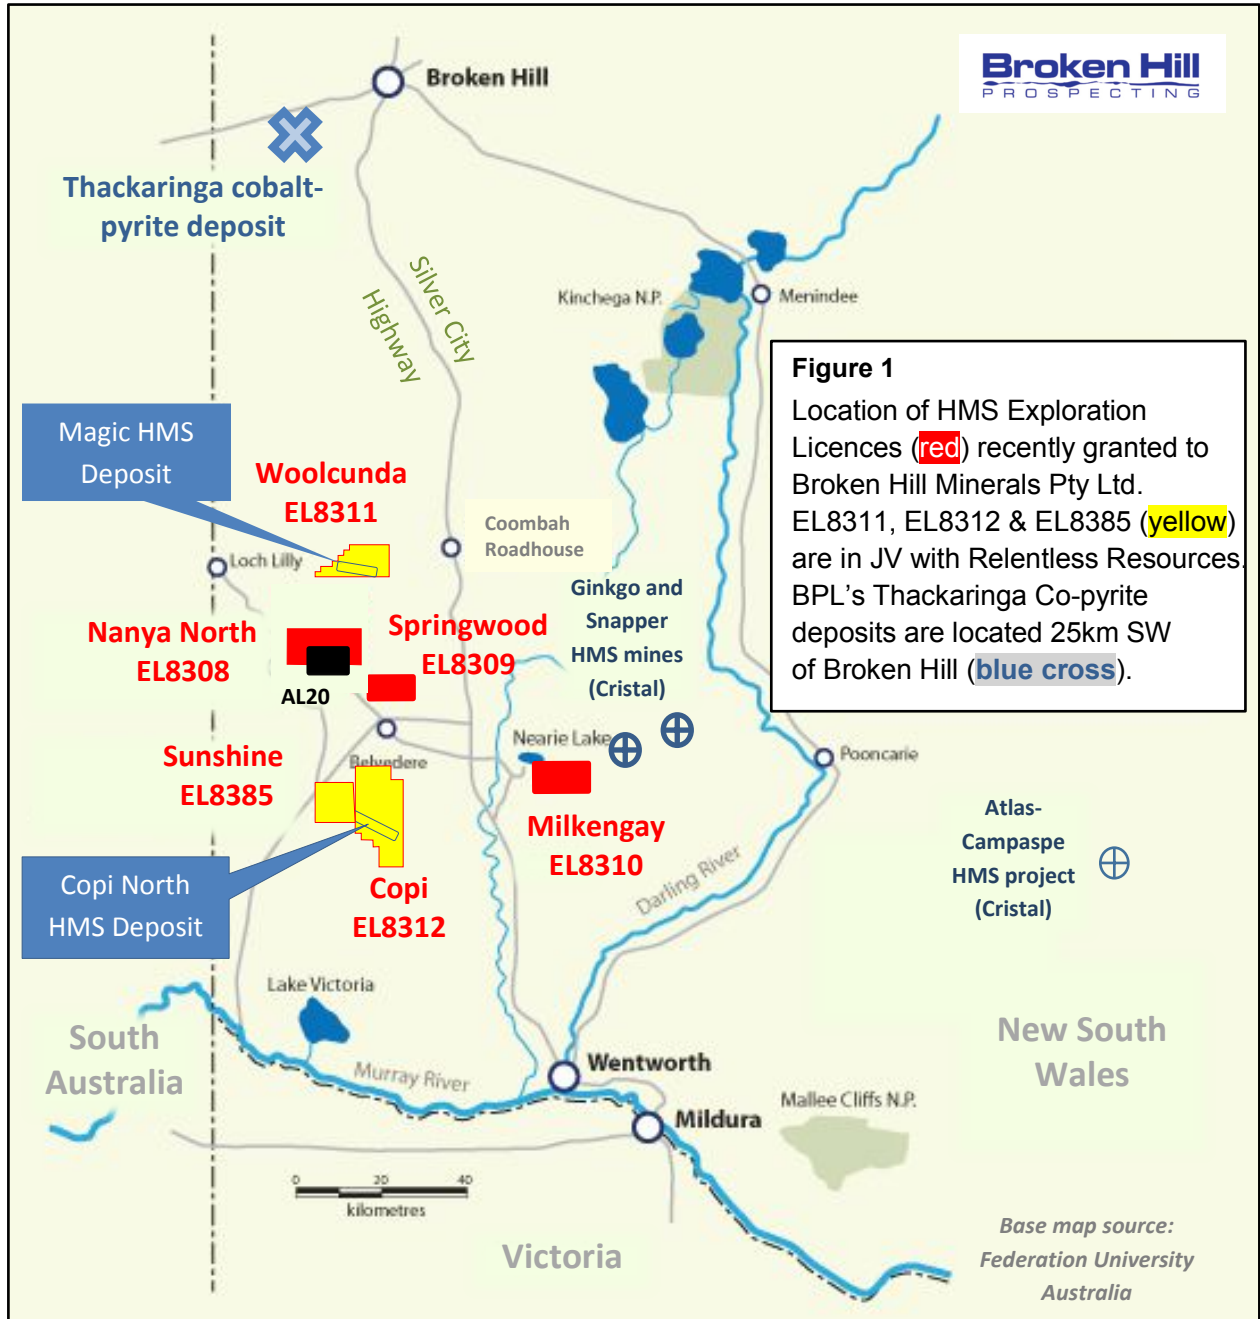 Broken Hill
Broken Hill
PROSPECTING
Thackaringa cobalt-
pyrite deposit
Silver City
Highway
Kinchega N.P.
Menindee
Figure 1
Location of HMS Exploration
Licences (red) recently granted to
Broken Hill Minerals Pty Ltd.
EL8311, EL8312 & EL8385 (yellow)
are in JV with Relentless Resources.
BPL's Thackaringa Co-pyrite
deposits are located 25km SW
of Broken Hill (blue cross).
Magic HMS
Deposit
Woolcunda
EL8311
Coombah
Roadhouse
Loch Lilly
Ginkgo and
Snapper
HMS mines
(Cristal)
Nanya North
EL8308
Springwood
EL8309
AL20
Nearie Lake
Pooncarie
Sunshine
EL8385
Belvedere
Milkengay
EL8310
Atlas-
Campaspe
HMS project
(Cristal)
Copi North
HMS Deposit
Copi
EL8312
Darling River
Lake Victoria
South
Australia
New South
Wales
Murray River
Wentworth
Mildura
Mallee Cliffs N.P.
0 20 40
kilometres
Victoria
Base map source:
Federation University
Australia